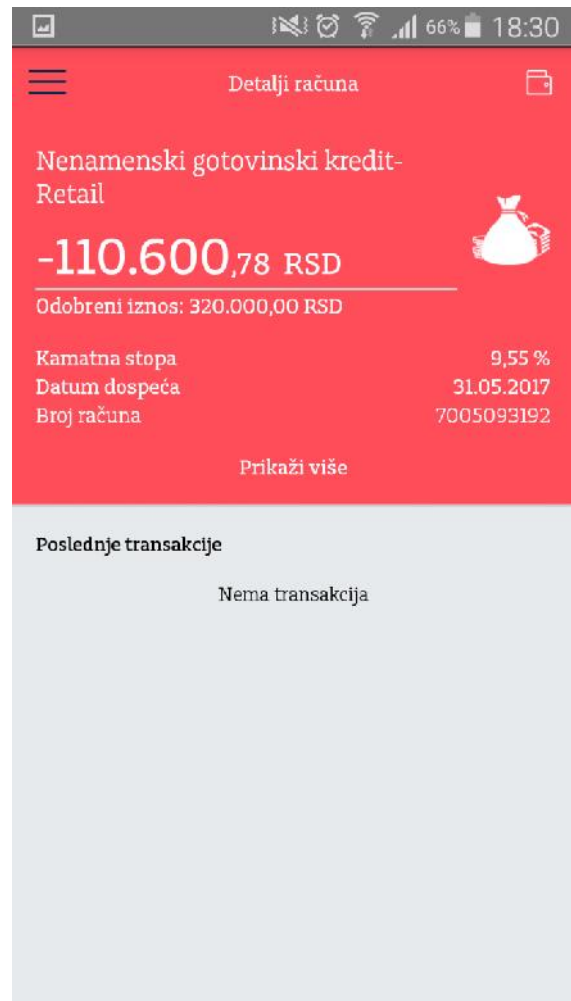 66% 18:30
Detalji računa
Nenamenski gotovinski kredit-
Retail
-110.600,78 RSD
Odobreni iznos: 320.000,00 RSD
Kamatna stopa 9,55 %
Datum dospeća 31.05.2017
Broj računa 7005093192
Prikaži više
Poslednje transakcije
Nema transakcija